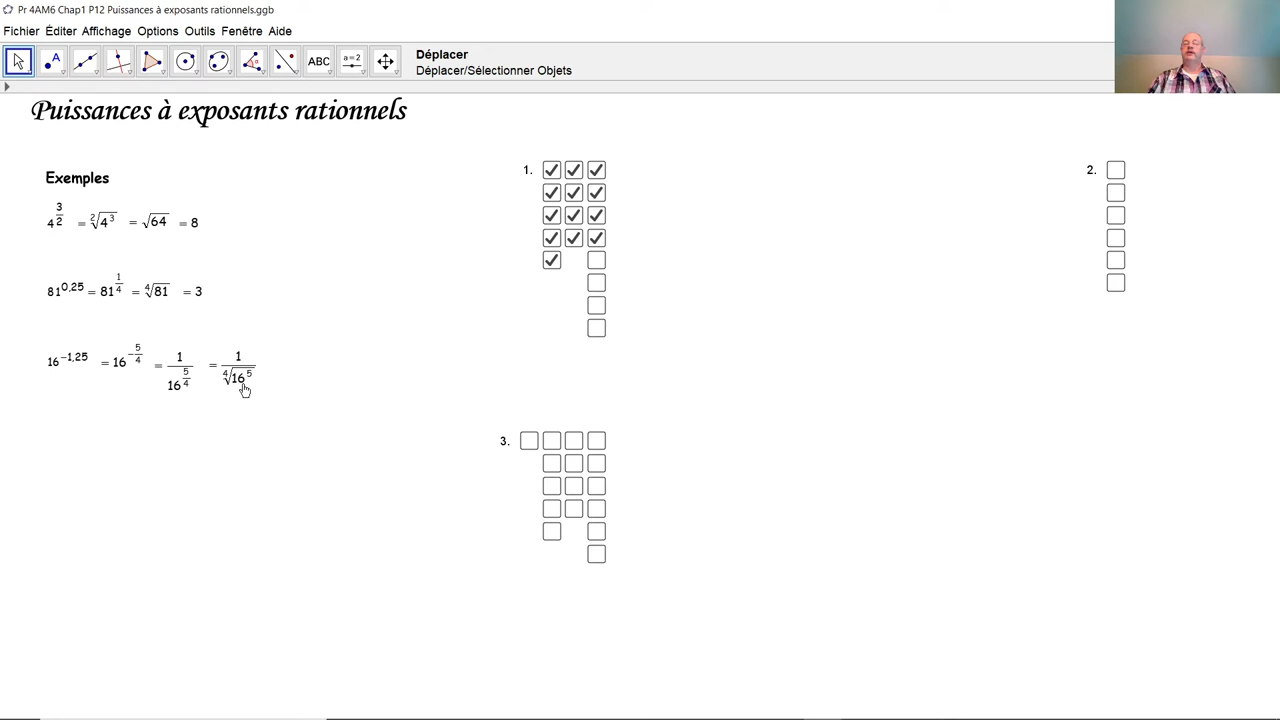 Pr 4AM6 Chap1 P12 Puissances à exposants rationnels.ggb
Fichier Éditer Affichage Options Outils Fenêtre Aide
A ABC a=2
Déplacer
Déplacer/Sélectionner Objets
Puissances à exposants rationnels
Exemples
1.
2.
4^(3/2) = ²√(4³) = √64 = 8
81^0,25 = 81^(1/4) = ⁴√81 = 3
16^−1,25 = 16^(−5/4) = 1/16^(5/4) = 1/⁴√(16⁵)
3.